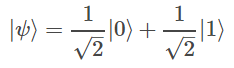 |ψ⟩ = 1/√2 |0⟩ + 1/√2 |1⟩